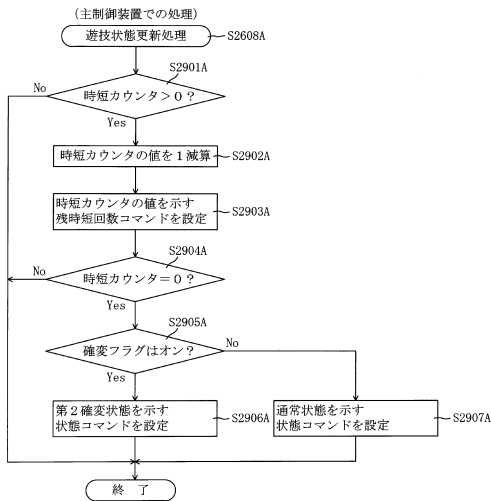 (主制御装置での処理)
遊技状態更新処理
S2608A
S2901A
時短カウンタ>0?
No
Yes
時短カウンタの値を1減算
S2902A
時短カウンタの値を示す
残時短回数コマンドを設定
S2903A
S2904A
時短カウンタ=0?
No
Yes
S2905A
確変フラグはオン?
No
Yes
第2確変状態を示す
状態コマンドを設定
S2906A
通常状態を示す
状態コマンドを設定
S2907A
終 了